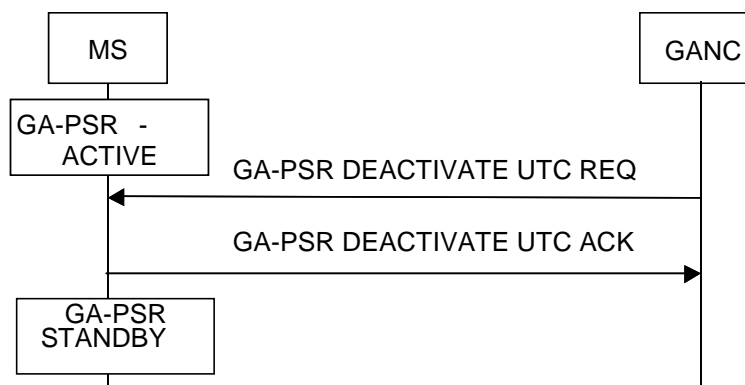 MS
GANC
GA-PSR -
ACTIVE
GA-PSR DEACTIVATE UTC REQ
GA-PSR DEACTIVATE UTC ACK
GA-PSR
STANDBY